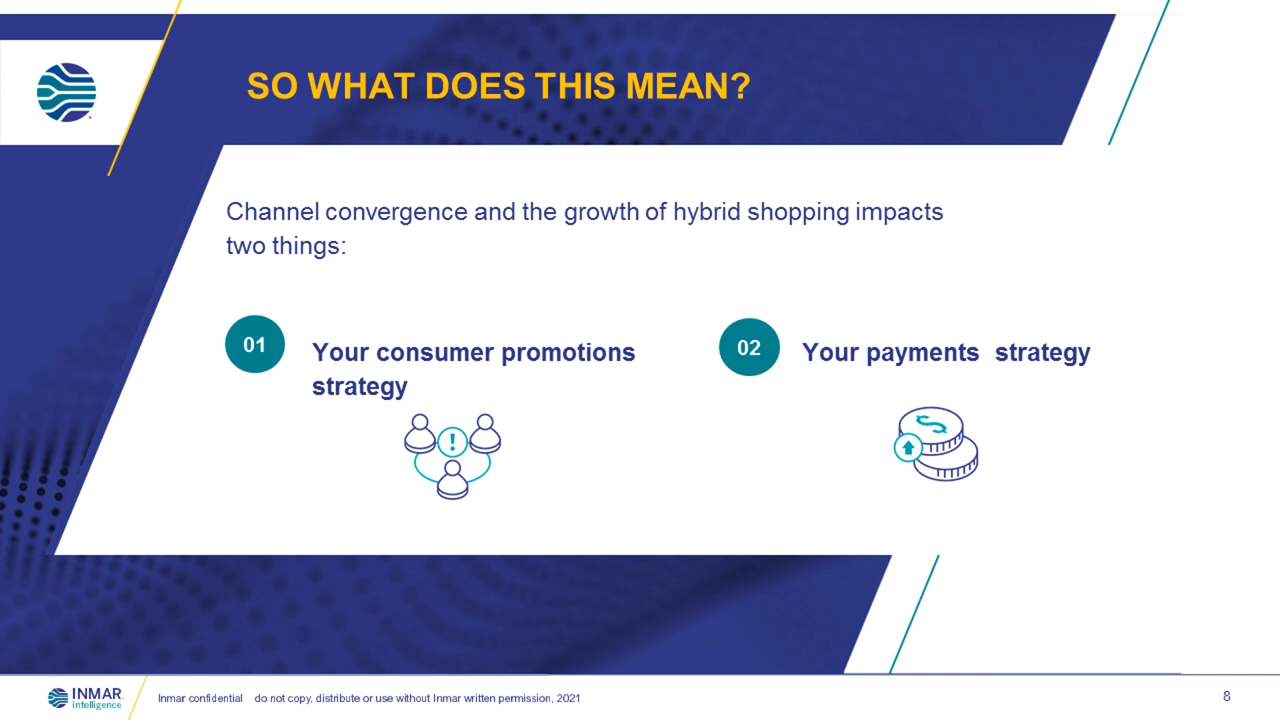 SO WHAT DOES THIS MEAN?
Channel convergence and the growth of hybrid shopping impacts
two things:
01
Your consumer promotions
strategy
!
02
Your payments strategy
$
INMAR
intelligence
Inmar confidential do not copy, distribute or use without Inmar written permission, 2021
8